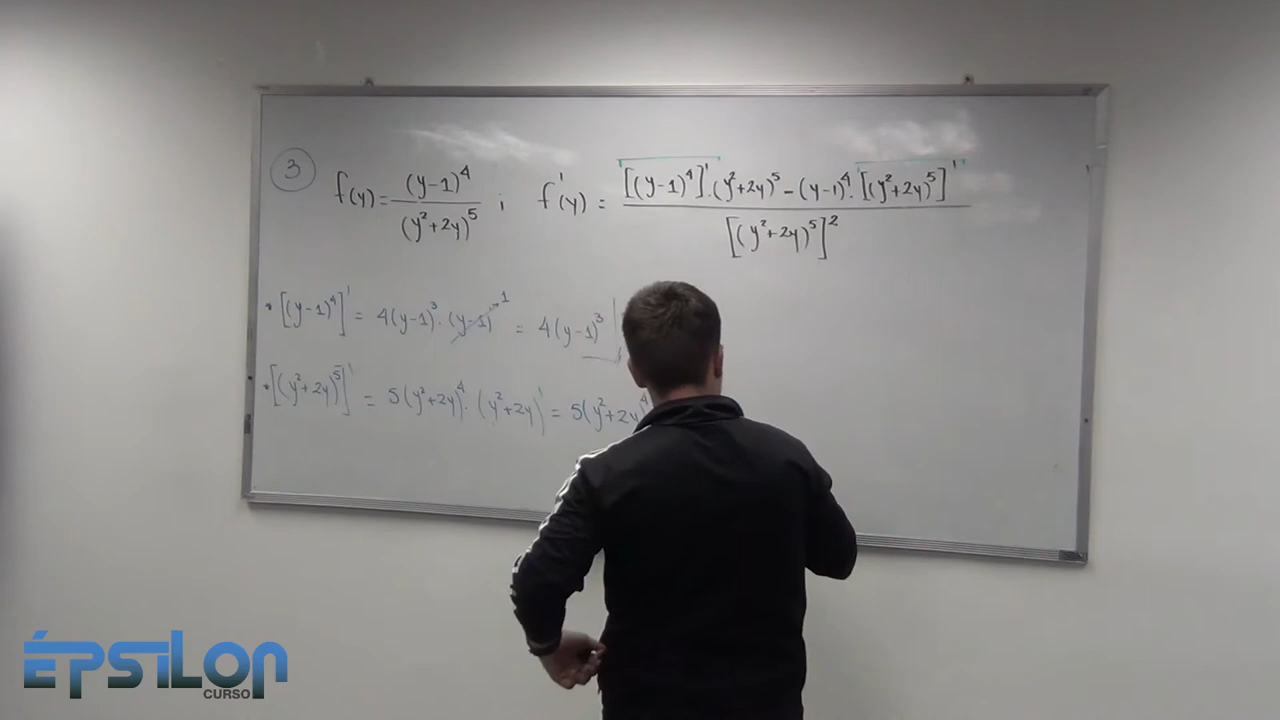 3 f(y) = (y-1)^4 / (y²+2y)^5 ; f'(y) = [(y-1)^4]' · (y²+2y)^5 - (y-1)^4 · [(y²+2y)^5]' / [(y²+2y)^5]²
* [(y-1)^4]' = 4(y-1)³ · (y-1)' 1 = 4(y-1)³
* [(y²+2y)^5]' = 5(y²+2y)^4 · (y²+2y)' = 5(y²+2y)^4
ÉPSILON
CURSO